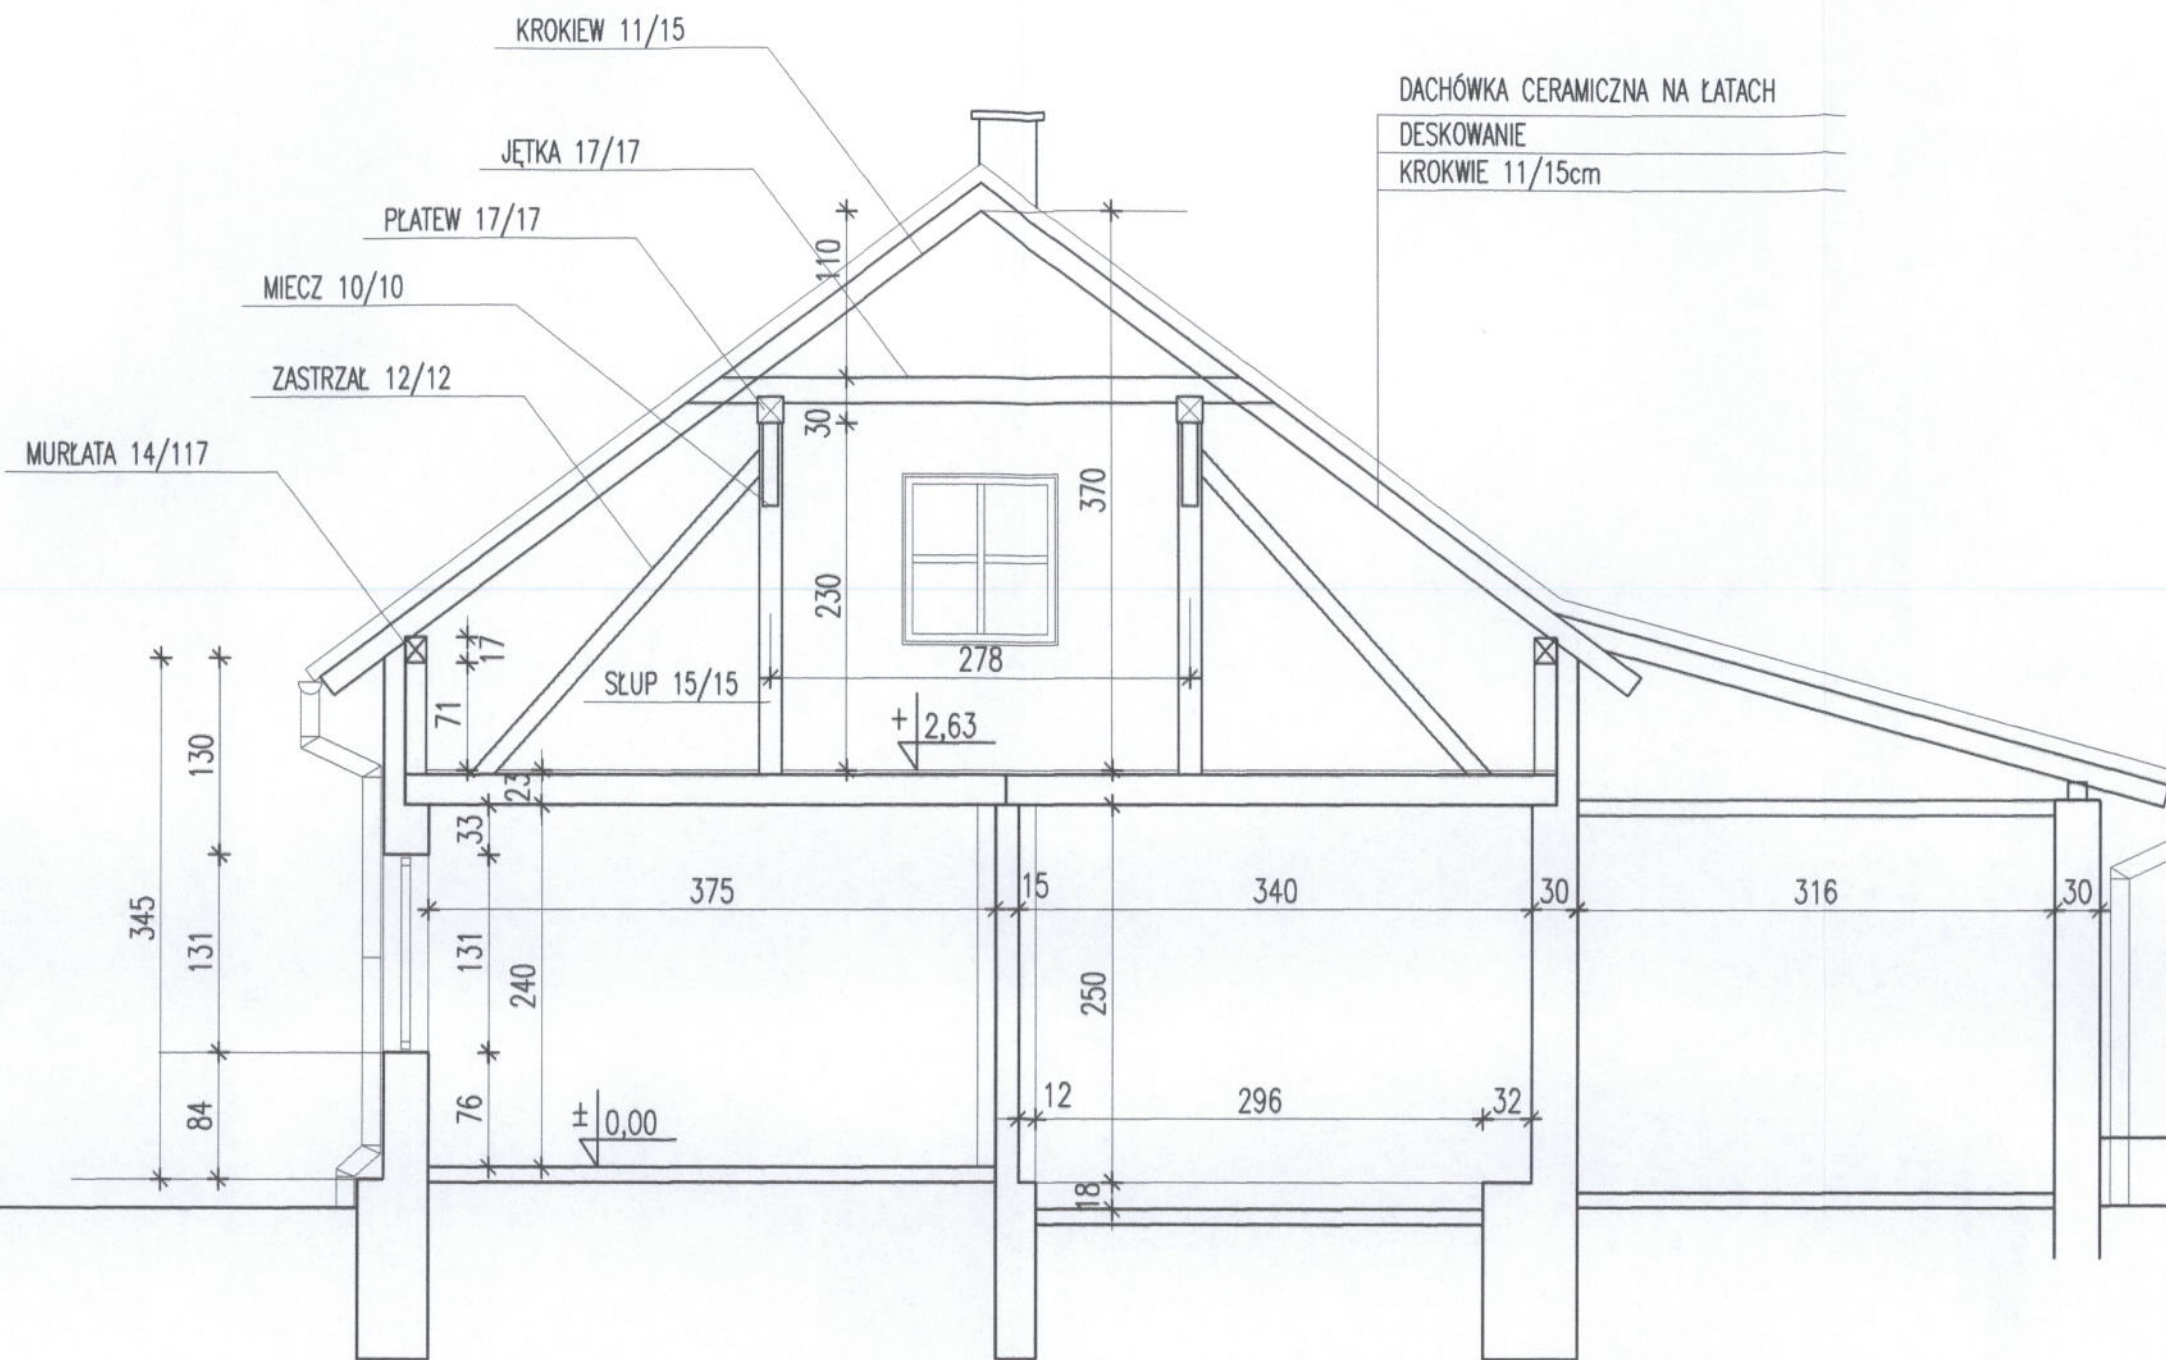 KROKIEW 11/15
JĘTKA 17/17
PŁATEW 17/17
MIECZ 10/10
ZASTRZAŁ 12/12
MURŁATA 14/117
DACHÓWKA CERAMICZNA NA ŁATACH
DESKOWANIE
KROKWIE 11/15cm
110
30
370
230
278
SŁUP 15/15
17
71
+ 2,63
23
33
130
345
131
84
131
240
76
375
15
340
30
316
30
250
12
296
32
± 0,00
18